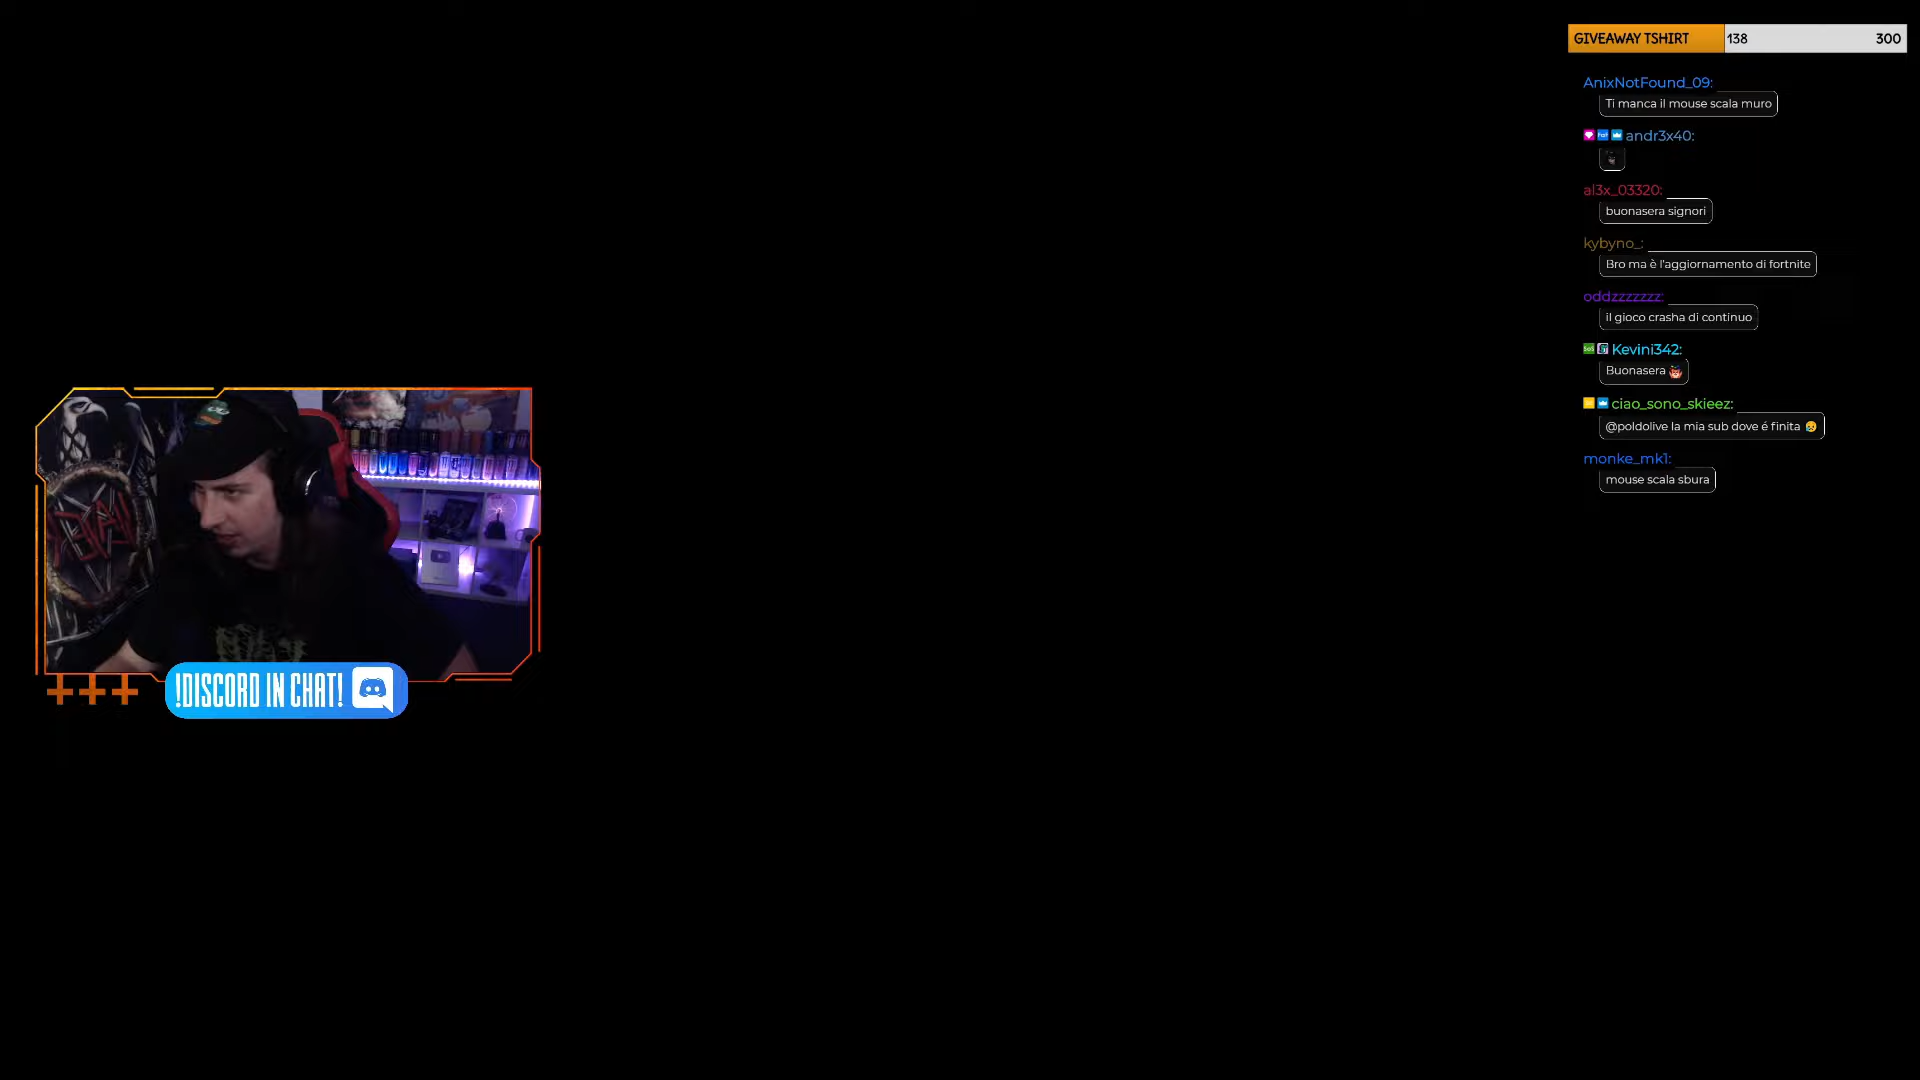 GIVEAWAY TSHIRT 138 300
AnixNotFound_09:
Ti manca il mouse scala muro
andr3x40:
al3x_03320:
buonasera signori
kybyno_:
Bro ma è l'aggiornamento di fortnite
oddzzzzzzz:
il gioco crasha di continuo
Kevini342:
Buonasera
ciao_sono_skieez:
@poldolive la mia sub dove é finita 😥
monke_mk1:
mouse scala sbura
!DISCORD IN CHAT!